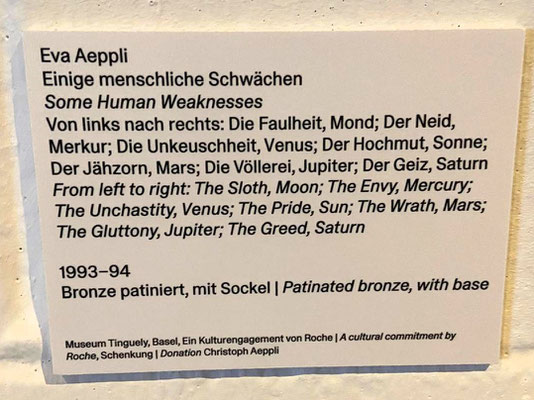 Eva Aeppli
Einige menschliche Schwächen
Some Human Weaknesses
Von links nach rechts: Die Faulheit, Mond; Der Neid,
Merkur; Die Unkeuschheit, Venus; Der Hochmut, Sonne;
Der Jähzorn, Mars; Die Völlerei, Jupiter; Der Geiz, Saturn
From left to right: The Sloth, Moon; The Envy, Mercury;
The Unchastity, Venus; The Pride, Sun; The Wrath, Mars;
The Gluttony, Jupiter; The Greed, Saturn
1993–94
Bronze patiniert, mit Sockel | Patinated bronze, with base
Museum Tinguely, Basel, Ein Kulturengagement von Roche | A cultural commitment by
Roche, Schenkung | Donation Christoph Aeppli